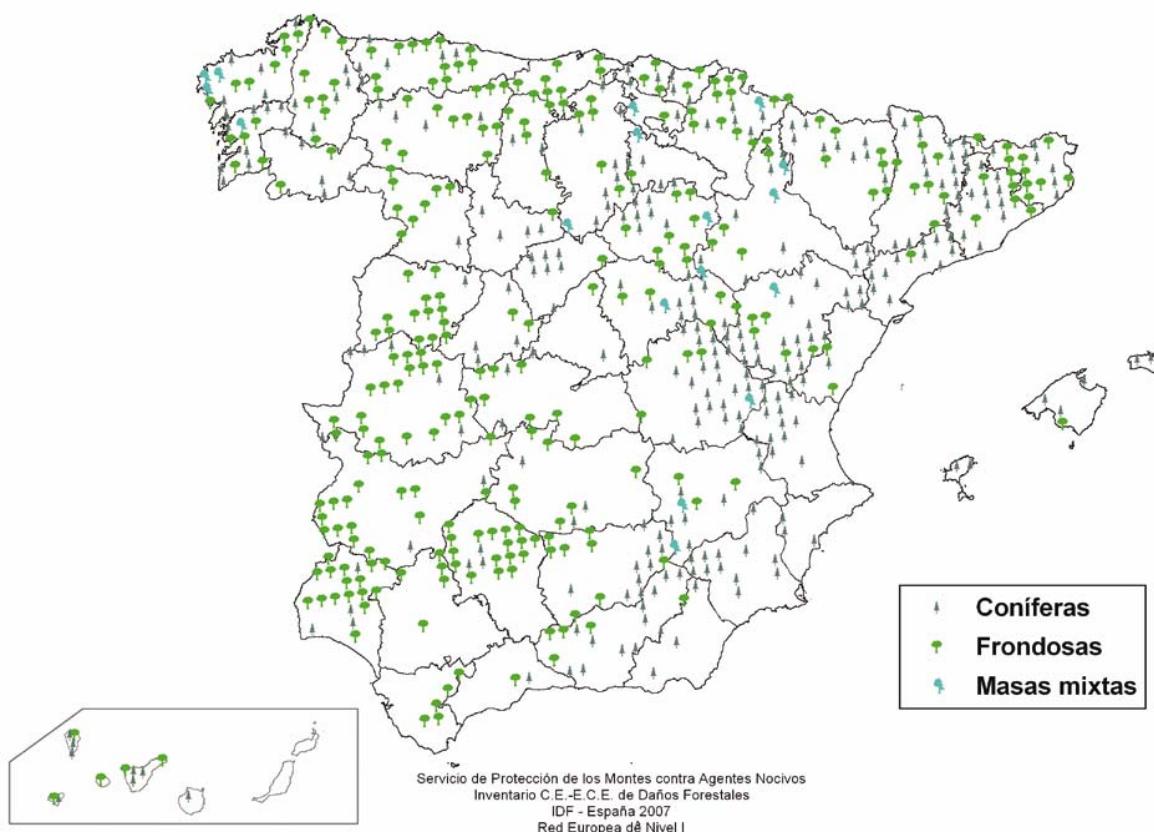 Coníferas
Frondosas
Masas mixtas
Servicio de Protección de los Montes contra Agentes Nocivos
Inventario C.E.-E.C.E. de Daños Forestales
IDF - España 2007
Red Europea dê Nivel I